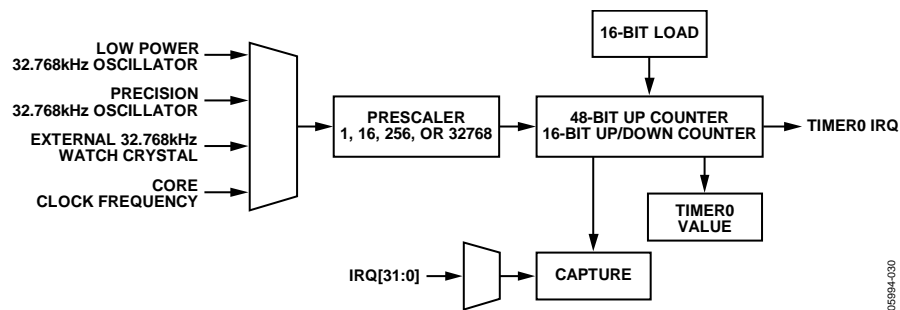 LOW POWER
32.768kHz OSCILLATOR
PRECISION
32.768kHz OSCILLATOR
EXTERNAL 32.768kHz
WATCH CRYSTAL
CORE
CLOCK FREQUENCY
PRESCALER
1, 16, 256, OR 32768
16-BIT LOAD
48-BIT UP COUNTER
16-BIT UP/DOWN COUNTER
TIMER0 IRQ
TIMER0
VALUE
IRQ[31:0]
CAPTURE
05994-030